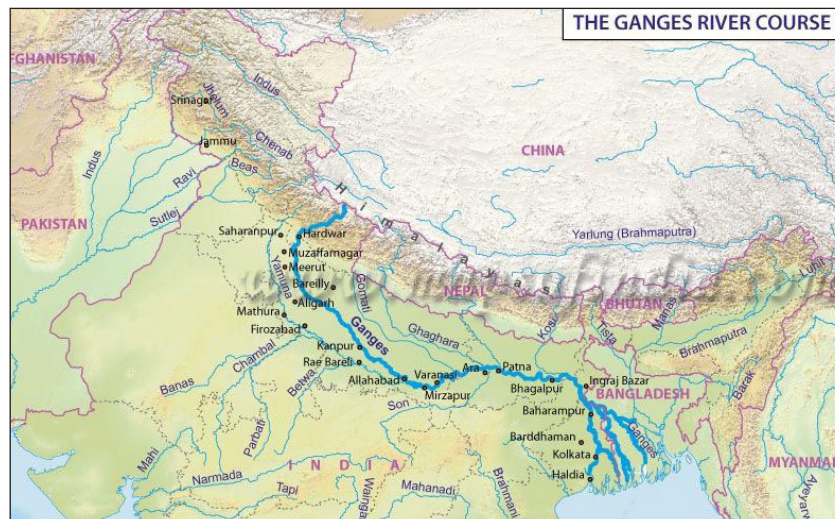 THE GANGES RIVER COURSE
AFGHANISTAN
Indus
Srinagar
Jhelum
Chenab
Jammu
CHINA
Beas
Ravi
Indus
Sutlej
PAKISTAN
Himalayas
Yarlung (Brahmaputra)
Saharanpur
Hardwar
Muzaffarnagar
Meerut
Yamuna
Bareilly
Gomati
NEPAL
BHUTAN
Manas
Luhit
Aligarh
Mathura
Firozabad
Ganges
Ghaghara
Kosi
Tista
Brahmaputra
Kanpur
Chambal
Banas
Rae Bareli
Betwa
Allahabad
Varanasi
Ara
Patna
Mirzapur
Bhagalpur
Ingraj Bazar
BANGLADESH
Barak
Son
Baharampur
Parbati
Ganges
Barddhaman
Mahi
Kolkata
MYANMAR
INDIA
Narmada
Haldia
Tapi
Mahanadi
Brahmani